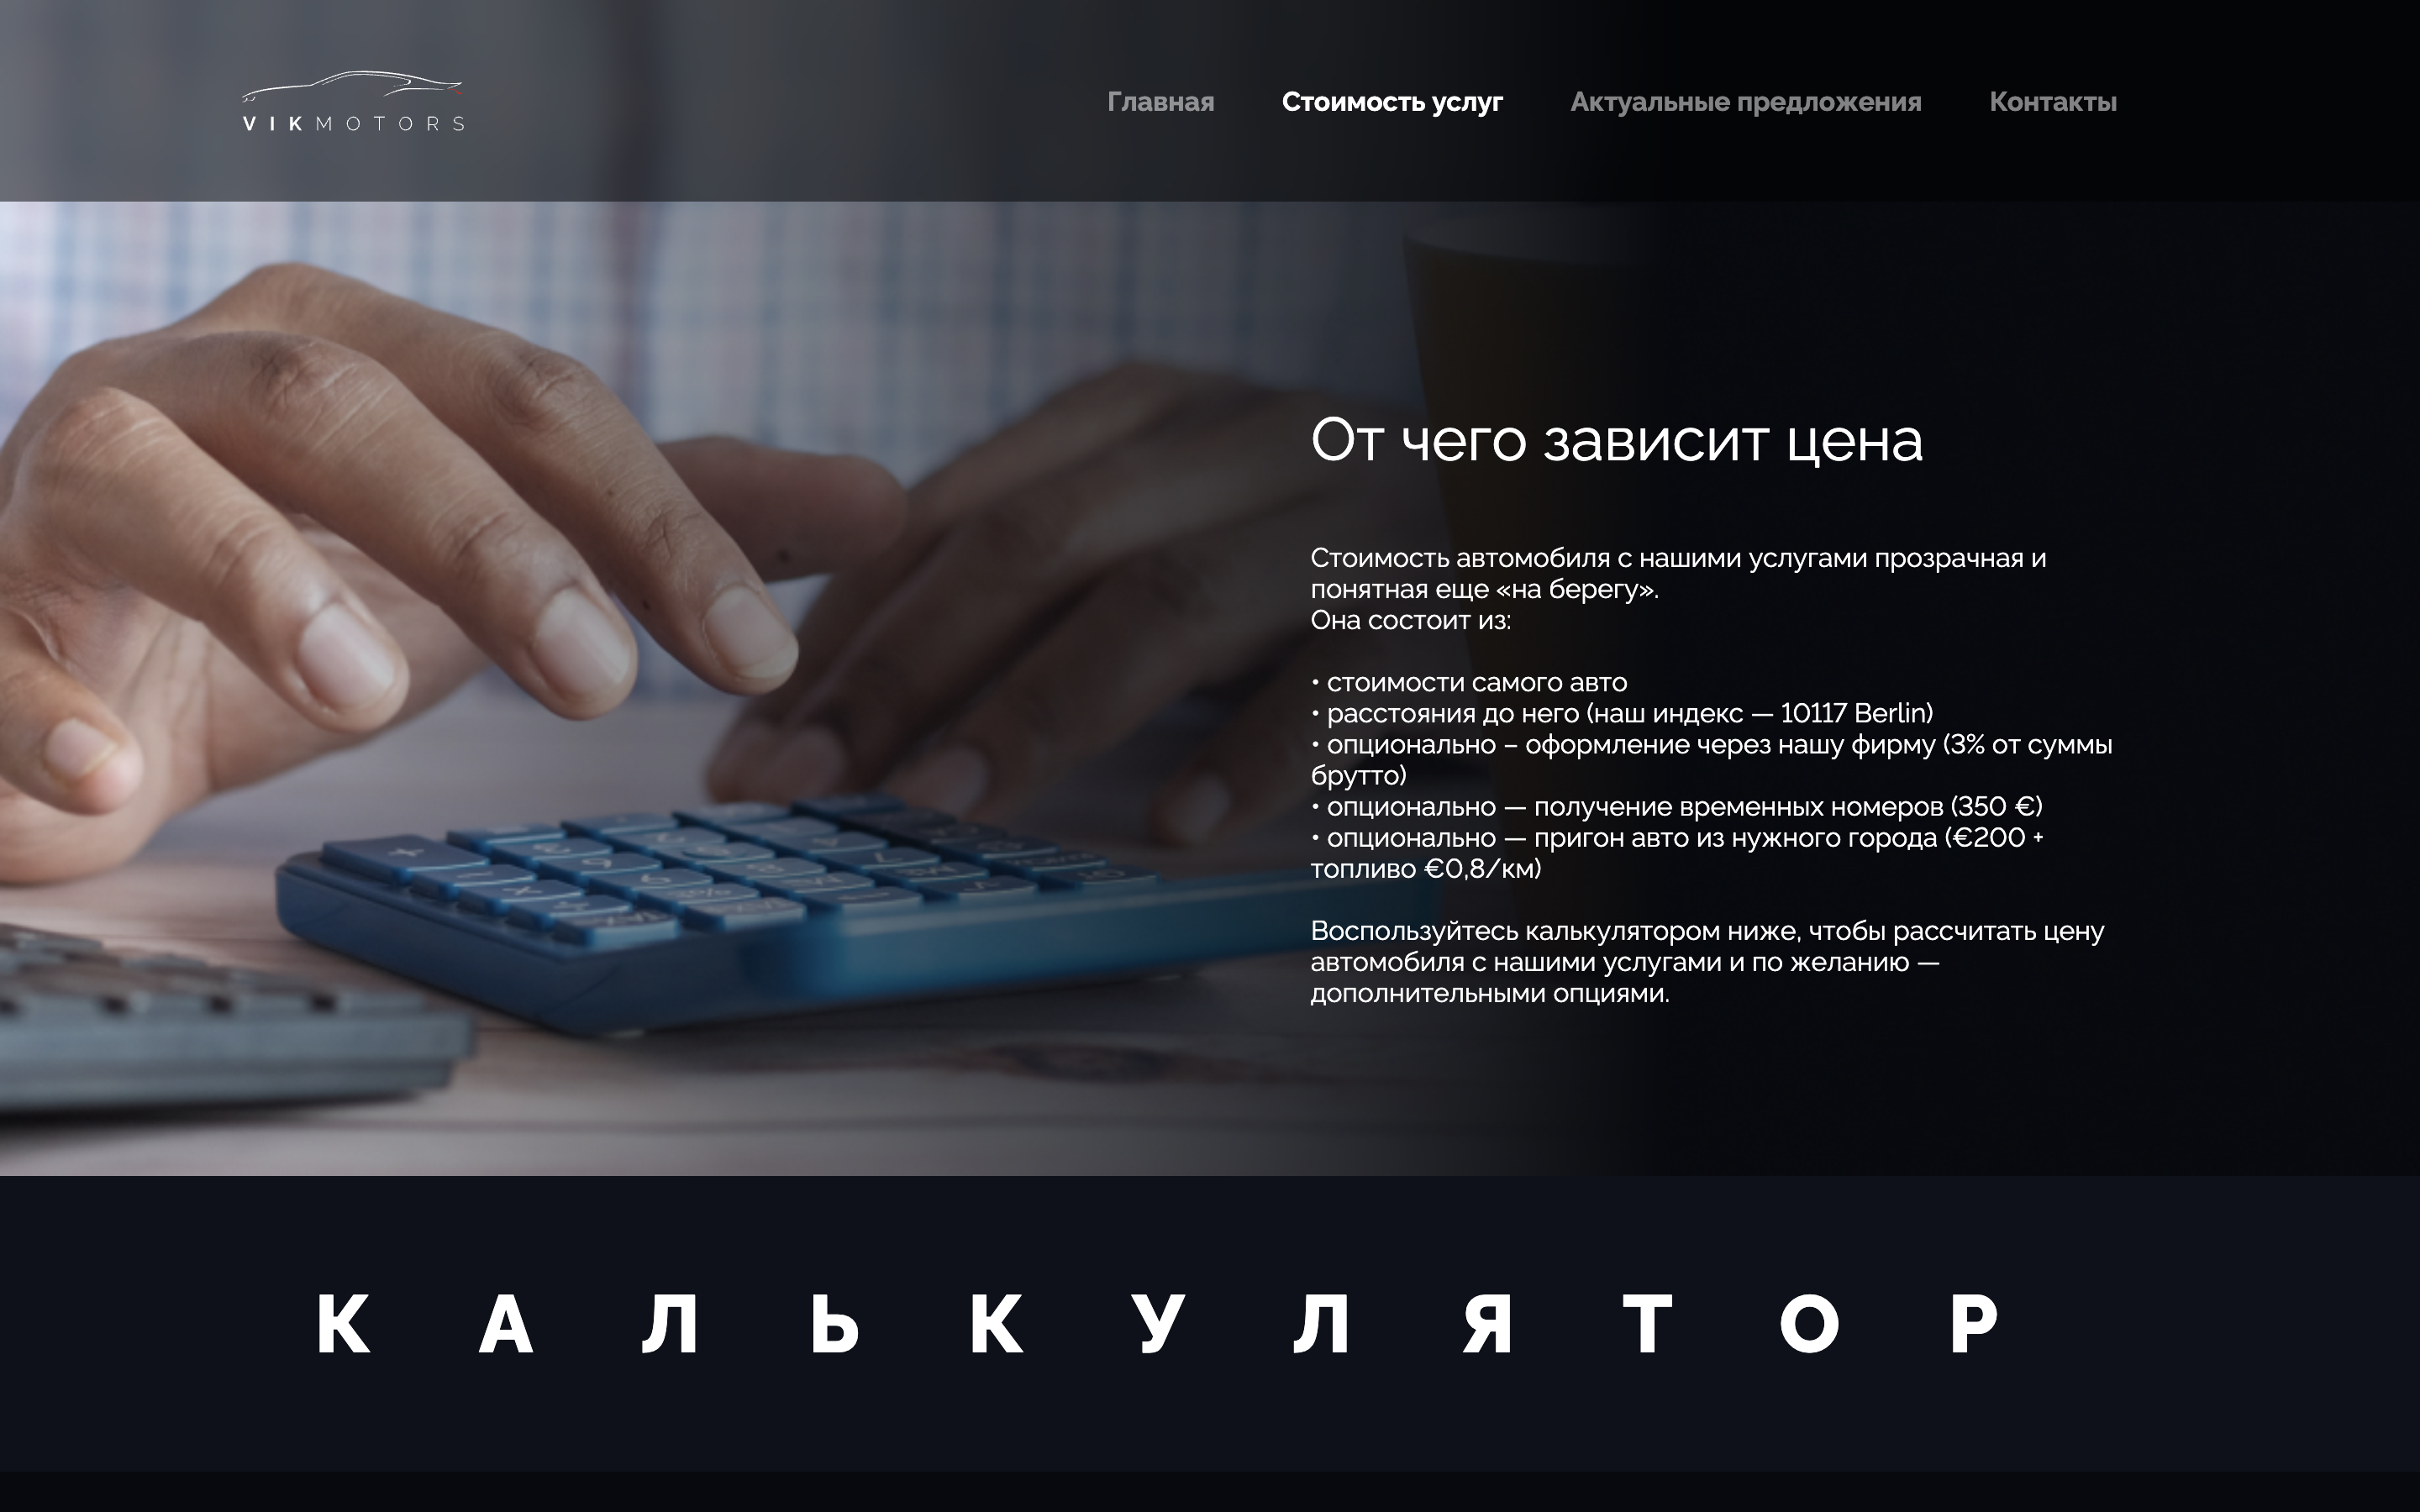 VIKMOTORS
Главная
Стоимость услуг
Актуальные предложения
Контакты
От чего зависит цена
Стоимость автомобиля с нашими услугами прозрачная и
понятная еще «на берегу».
Она состоит из:
• стоимости самого авто
• расстояния до него (наш индекс — 10117 Berlin)
• опционально – оформление через нашу фирму (3% от суммы
брутто)
• опционально — получение временных номеров (350 €)
• опционально — пригон авто из нужного города (€200 +
топливо €0,8/км)
Воспользуйтесь калькулятором ниже, чтобы рассчитать цену
автомобиля с нашими услугами и по желанию —
дополнительными опциями.
КАЛЬКУЛЯТОР